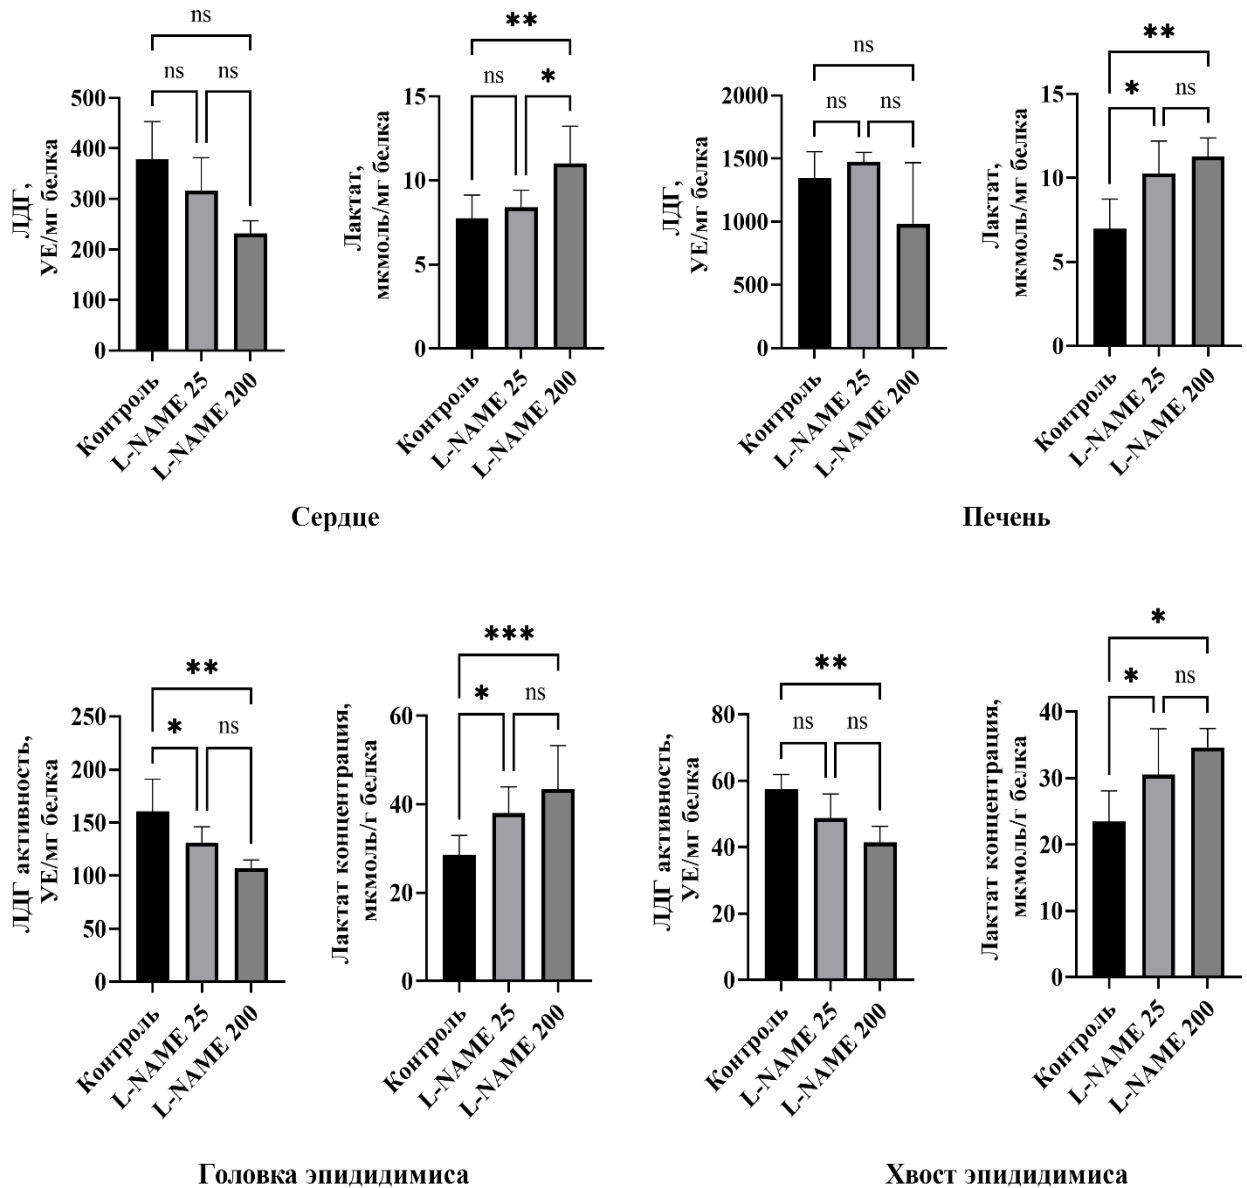 ns
ns
ns
ЛДГ,
УЕ/мг белка
500
400
300
200
100
0
Контроль
L-NAME 25
L-NAME 200
**
ns
*
Лактат,
мкмоль/мг белка
15
10
5
0
Контроль
L-NAME 25
L-NAME 200
Сердце
ns
ns
ns
ЛДГ,
УЕ/мг белка
2000
1500
1000
500
0
Контроль
L-NAME 25
L-NAME 200
**
*
ns
Лактат,
мкмоль/мг белка
15
10
5
0
Контроль
L-NAME 25
L-NAME 200
Печень
**
*
ns
ЛДГ активность,
УЕ/мг белка
250
200
150
100
50
0
Контроль
L-NAME 25
L-NAME 200
***
*
ns
Лактат концентрация,
мкмоль/г белка
60
40
20
0
Контроль
L-NAME 25
L-NAME 200
Головка эпидидимиса
**
ns
ns
ЛДГ активность,
УЕ/мг белка
80
60
40
20
0
Контроль
L-NAME 25
L-NAME 200
*
*
ns
Лактат концентрация,
мкмоль/г белка
40
30
20
10
0
Контроль
L-NAME 25
L-NAME 200
Хвост эпидидимиса